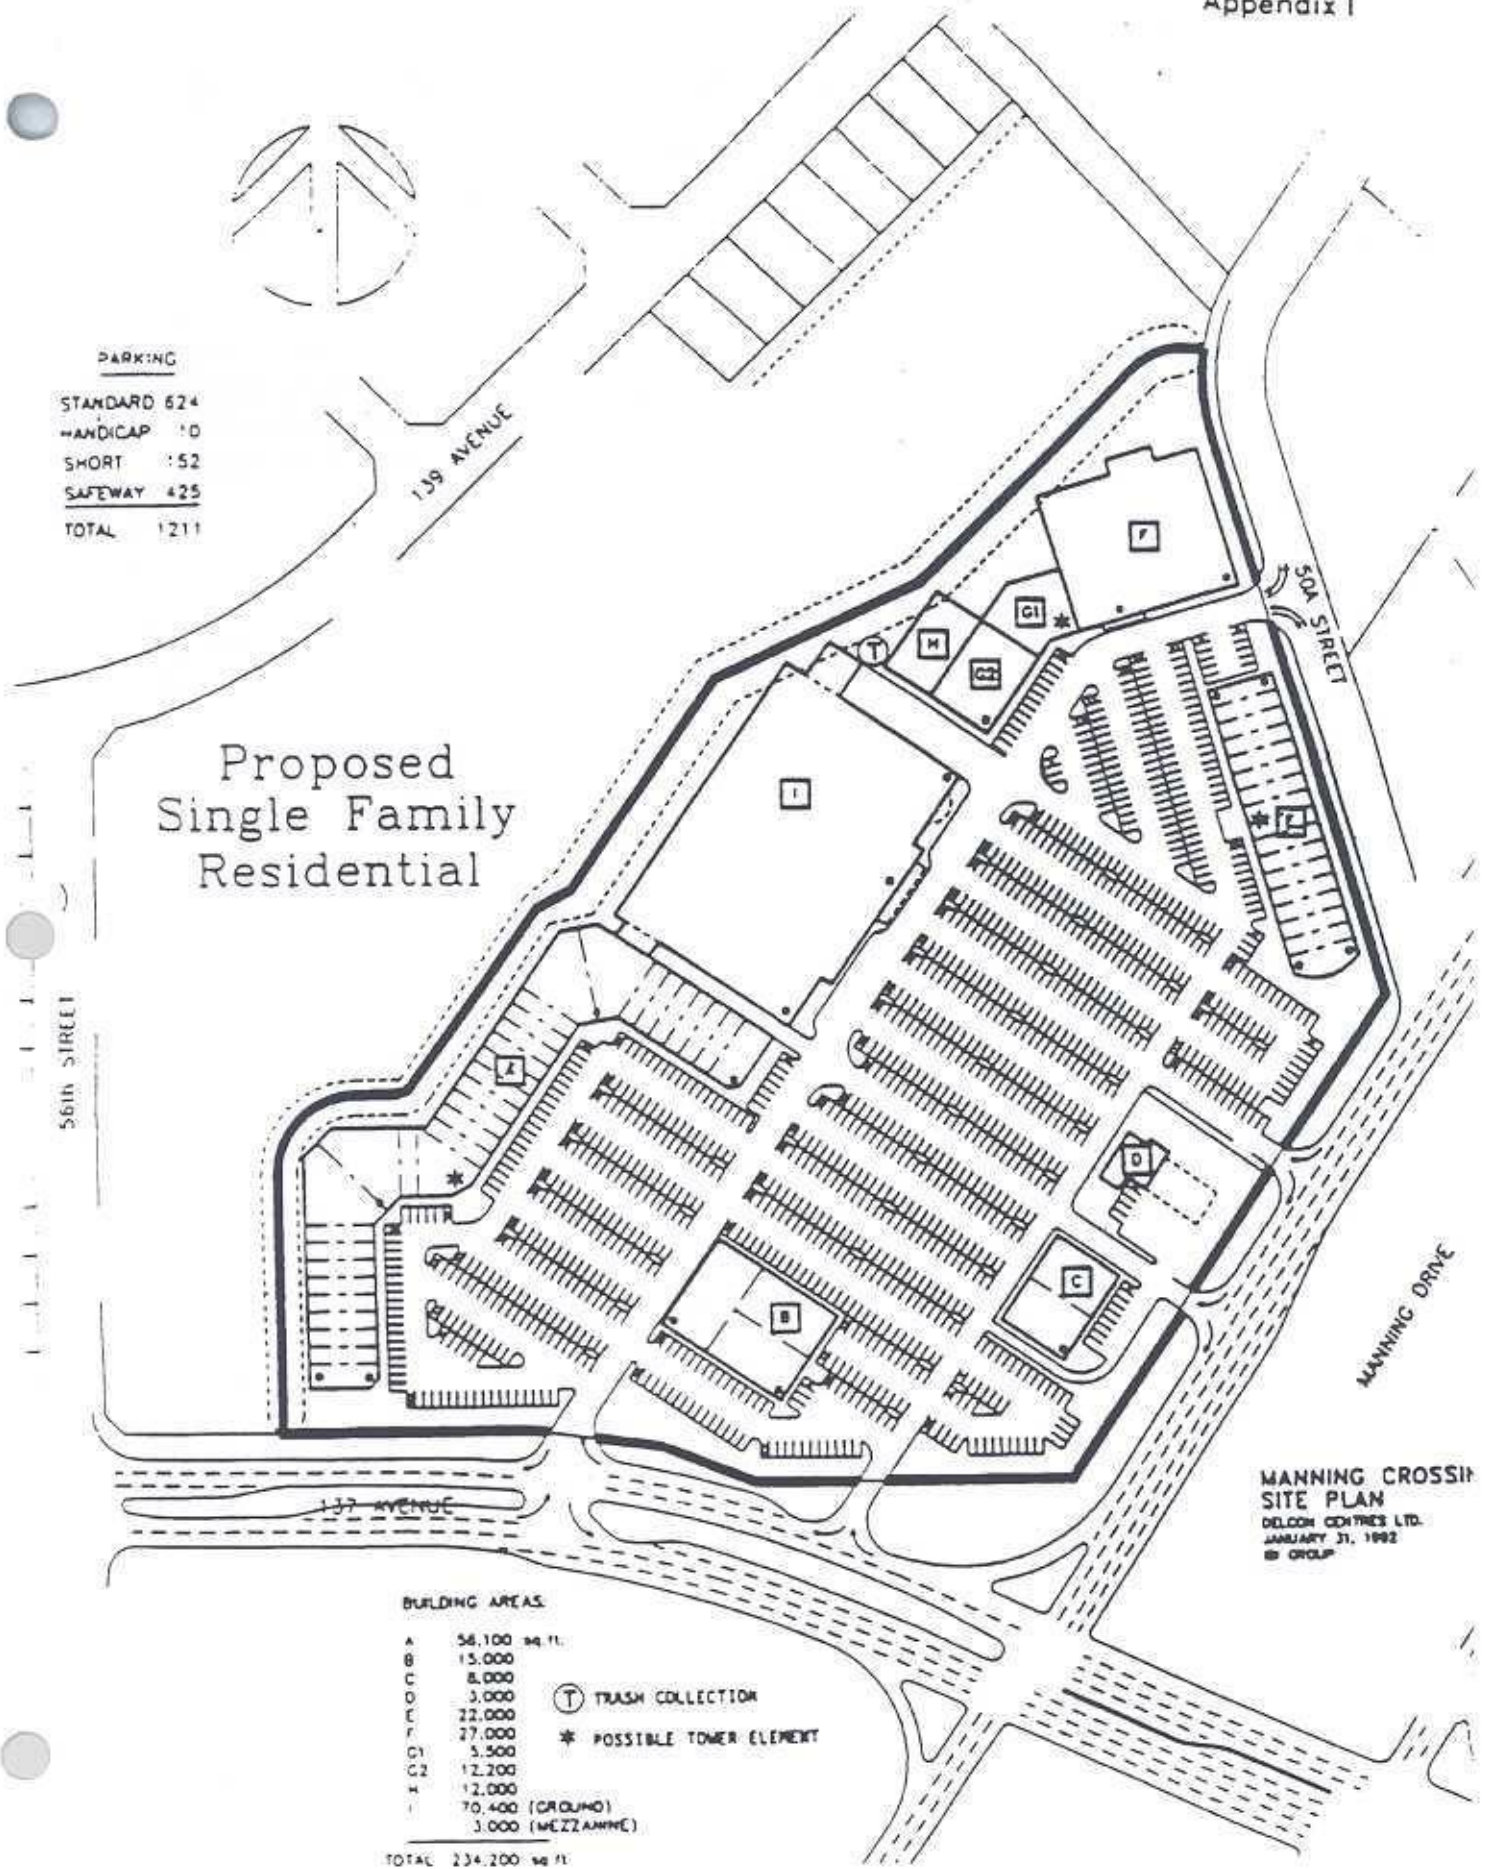 Appendix I
PARKING
STANDARD 624
HANDICAP 10
SHORT 152
SAFEWAY 425
TOTAL 1211
139 AVENUE
50A STREET
F
G1
H
G2
T
I
E
Proposed
Single Family
Residential
56th STREET
A
D
C
B
MANNING DRIVE
137 AVENUE
MANNING CROSSIN
SITE PLAN
DELCON CENTRES LTD.
JANUARY 31, 1992
IBI GROUP
BUILDING AREAS.
A 56,100 sq.ft.
B 15,000
C 8,000
D 3,000
E 22,000
F 27,000
G1 5,500
G2 12,200
H 12,000
I 70,400 (GROUND)
3,000 (MEZZANINE)
TOTAL 234,200 sq ft
T TRASH COLLECTION
* POSSIBLE TOWER ELEMENT